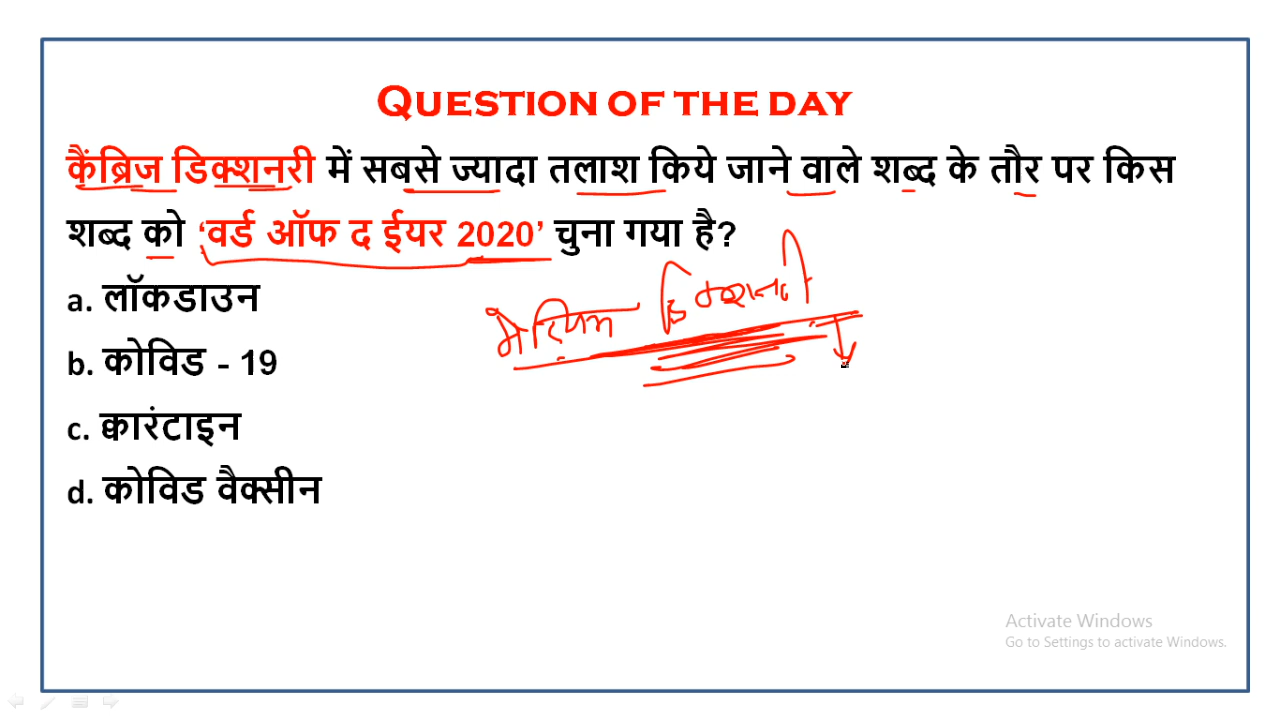 QUESTION OF THE DAY
कैंब्रिज डिक्शनरी में सबसे ज्यादा तलाश किये जाने वाले शब्द के तौर पर किस
शब्द को ‘वर्ड ऑफ द ईयर 2020’ चुना गया है?
a. लॉकडाउन
डिक्शनरी
b. कोविड - 19
c. क्वारंटाइन
d. कोविड वैक्सीन
Activate Windows
Go to Settings to activate Windows.